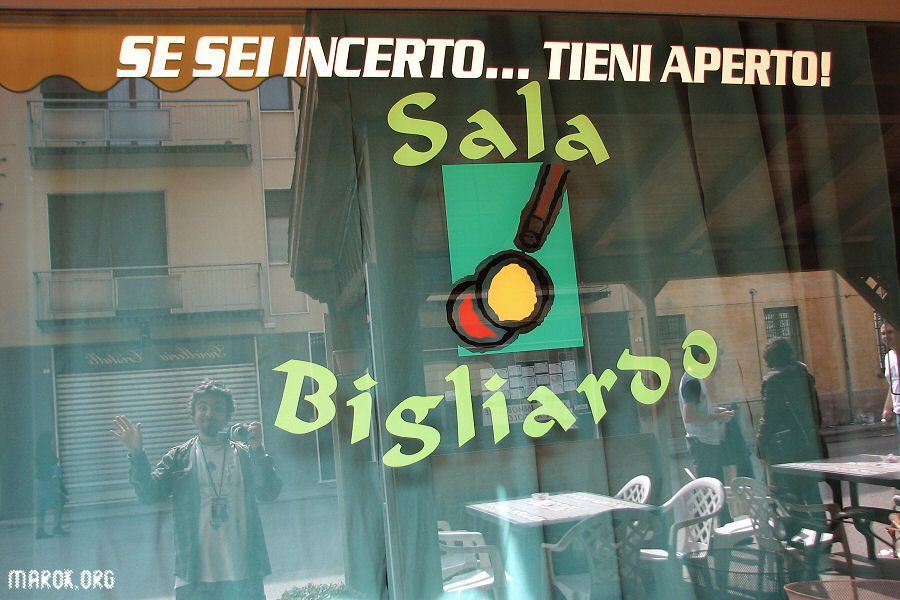 SE SEI INCERTO... TIENI APERTO!
Sala
Bigliardo
MAROK.ORG